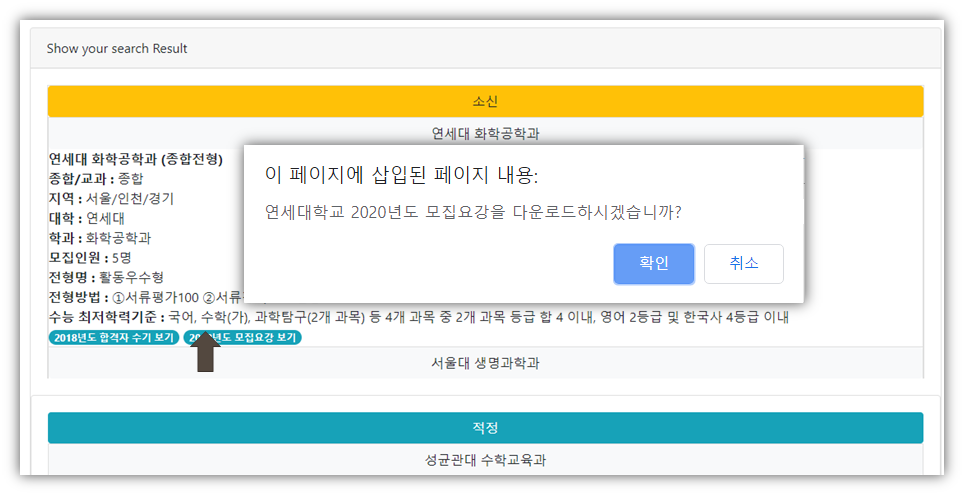 Show your search Result
소신
연세대 화학공학과
연세대 화학공학과 (종합전형)
종합/교과 : 종합
지역 : 서울/인천/경기
대학 : 연세대
학과 : 화학공학과
모집인원 : 5명
전형명 : 활동우수형
전형방법 : ①서류평가100 ②서류
수능 최저학력기준 : 국어, 수학(가), 과학탐구(2개 과목) 등 4개 과목 중 2개 과목 등급 합 4 이내, 영어 2등급 및 한국사 4등급 이내
2018년도 합격자 수기 보기 모집요강 보기
이 페이지에 삽입된 페이지 내용:
연세대학교 2020년도 모집요강을 다운로드하시겠습니까?
확인 취소
서울대 생명과학과
적정
성균관대 수학교육과